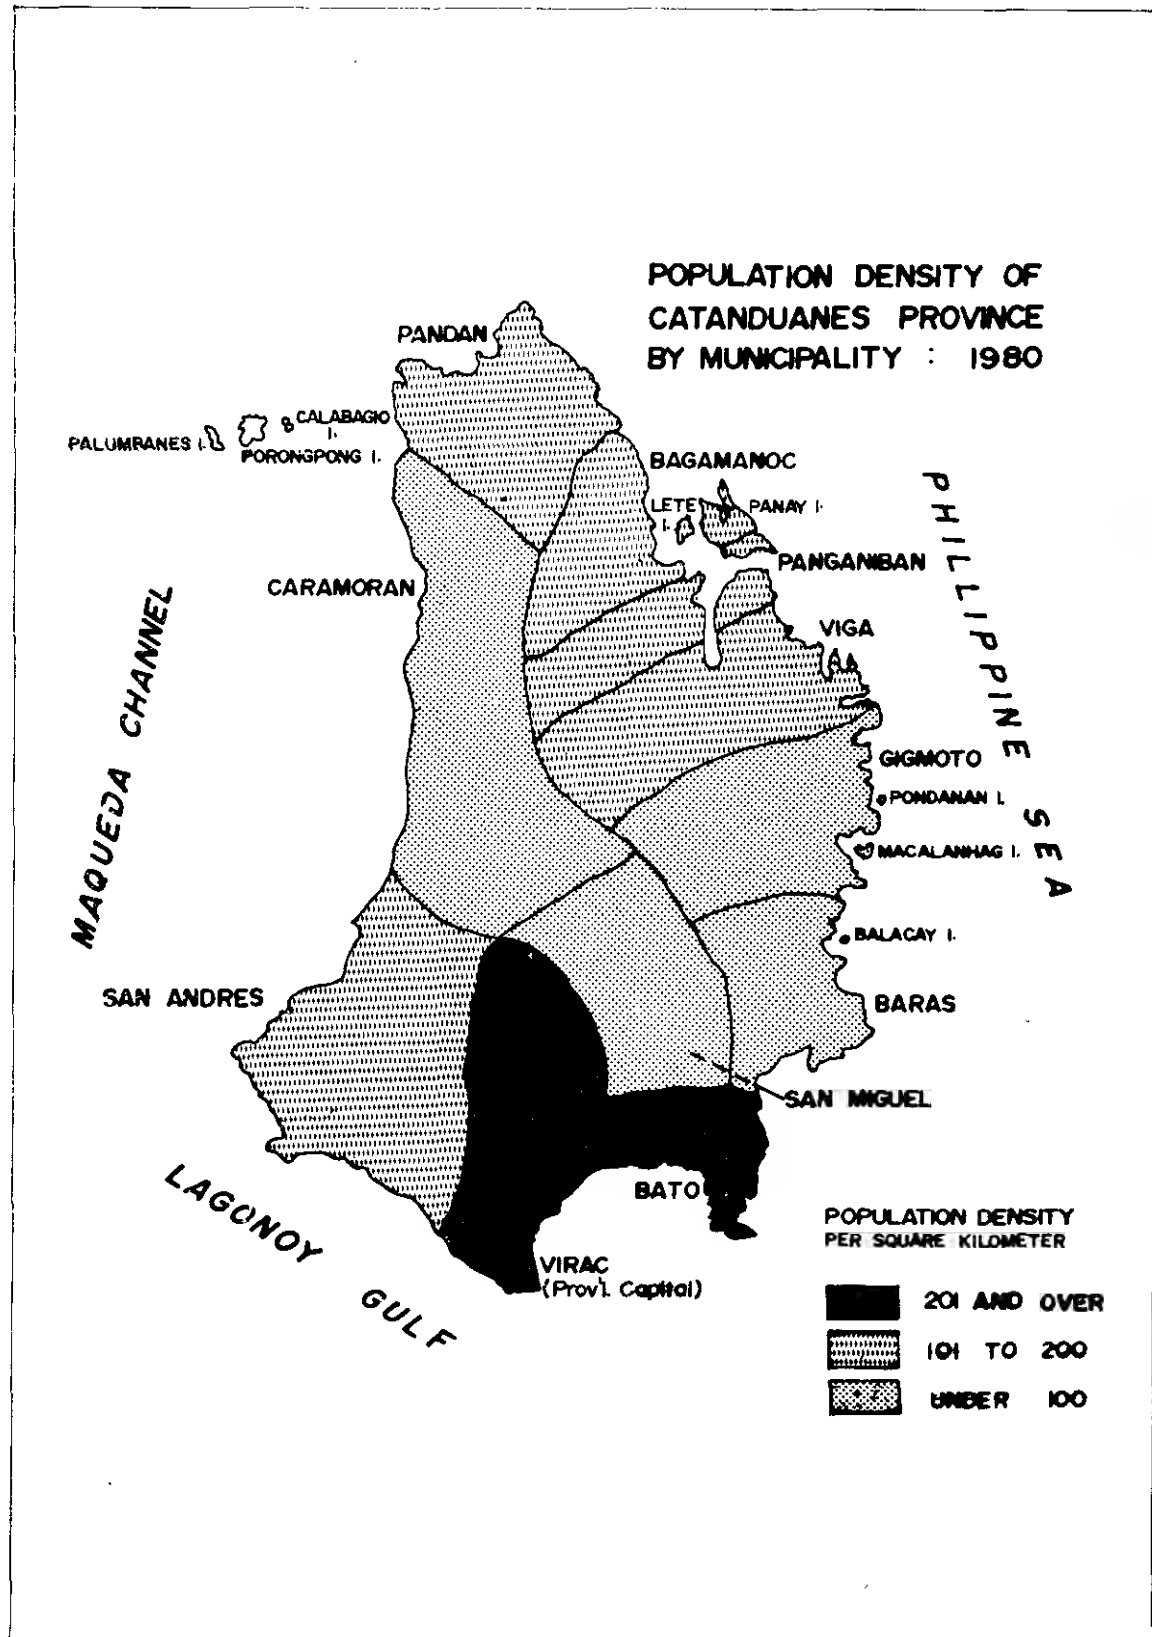 POPULATION DENSITY OF
CATANDUANES PROVINCE
BY MUNICIPALITY : 1980
PANDAN
CALABAGIO
I.
PALUMBANES I.
PORONGPONG I.
BAGAMANOC
LETE
I.
PANAY I.
PANGANIBAN
CARAMORAN
VIGA
PHILLIPPINE SEA
MAQUEDA CHANNEL
GIGMOTO
PONDANAN I.
MACALANHAG I.
BALACAY I.
SAN ANDRES
BARAS
SAN MIGUEL
BATO
LAGONOY GULF
VIRAC
(Prov'l. Capital)
POPULATION DENSITY
PER SQUARE KILOMETER
201 AND OVER
101 TO 200
UNDER 100